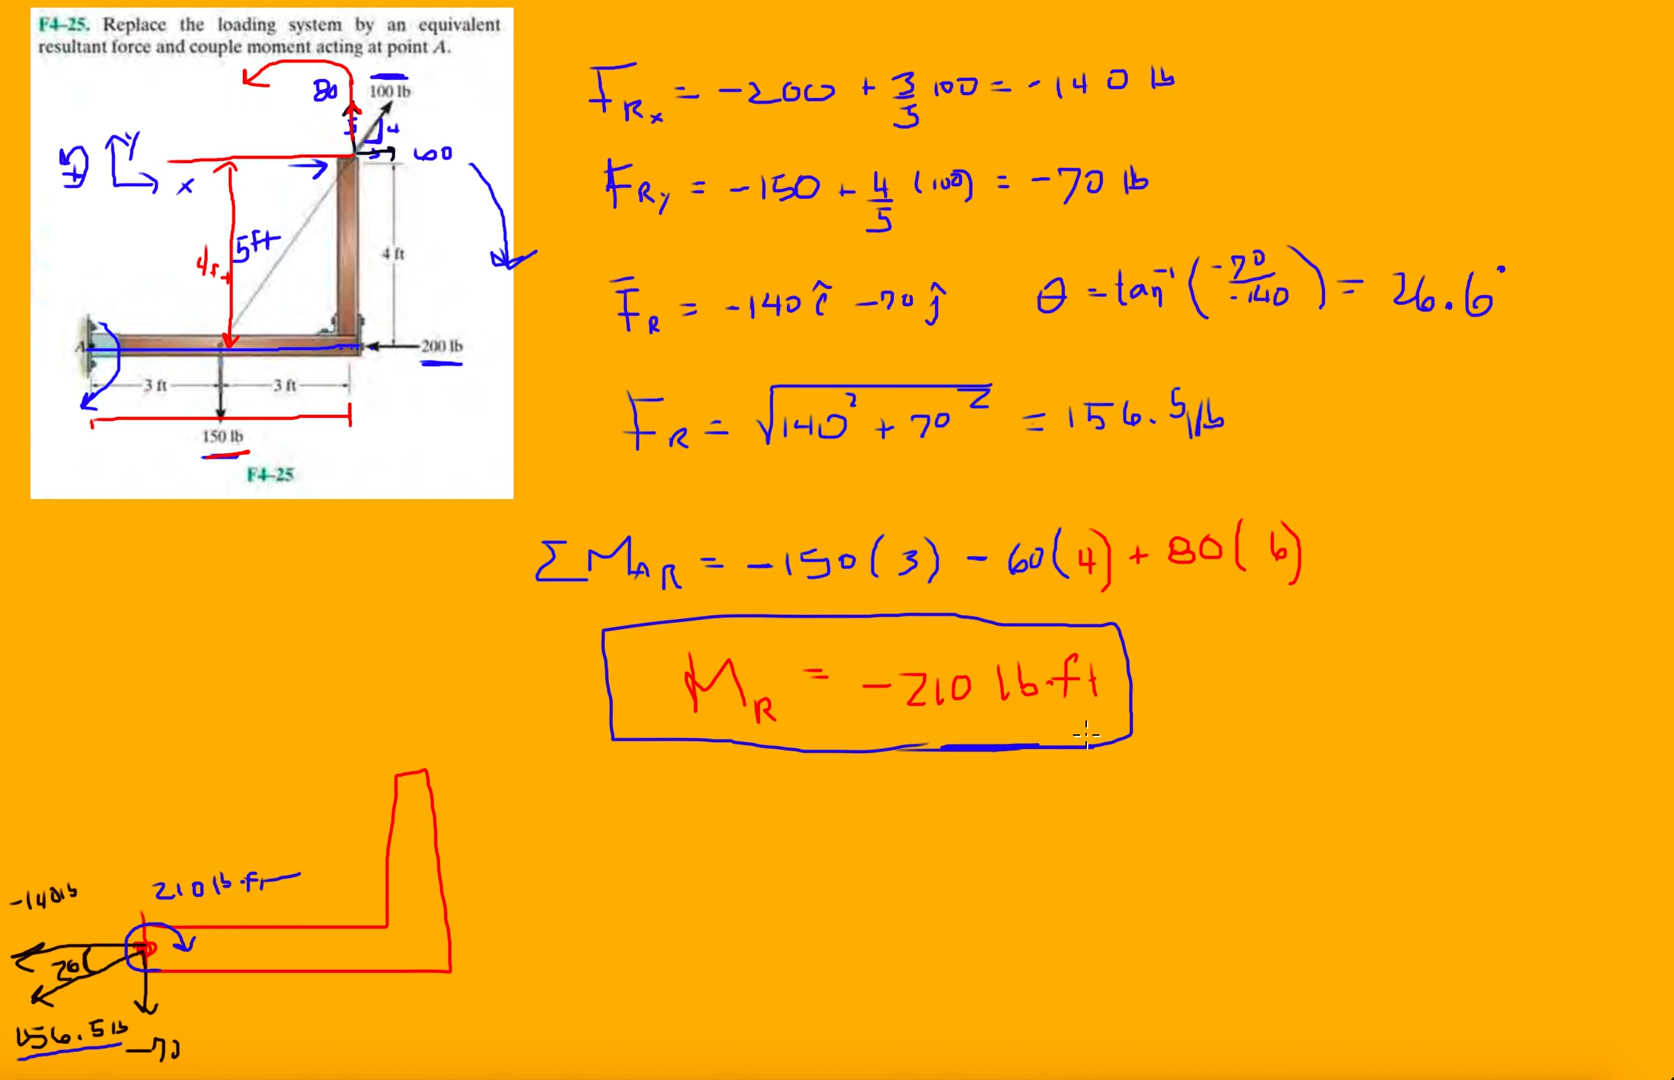 F4–25. Replace the loading system by an equivalent
resultant force and couple moment acting at point A.
80
100 lb
5
4
3
60
Y
x
5ft
4ft
4 ft
A
200 lb
3 ft
3 ft
150 lb
F4–25
F_Rx = -200 + 3/5 100 = -140 lb
F_Ry = -150 + 4/5 (100) = -70 lb
F_R = -140 î -70 ĵ
θ = tan⁻¹ (-70/-140) = 26.6°
F_R = √140² + 70² = 156.5 lb
ΣM_AR = -150(3) - 60(4) + 80(6)
M_R = -210 lb.ft
-140lb
210 lb.ft
26
156.5 lb
-70